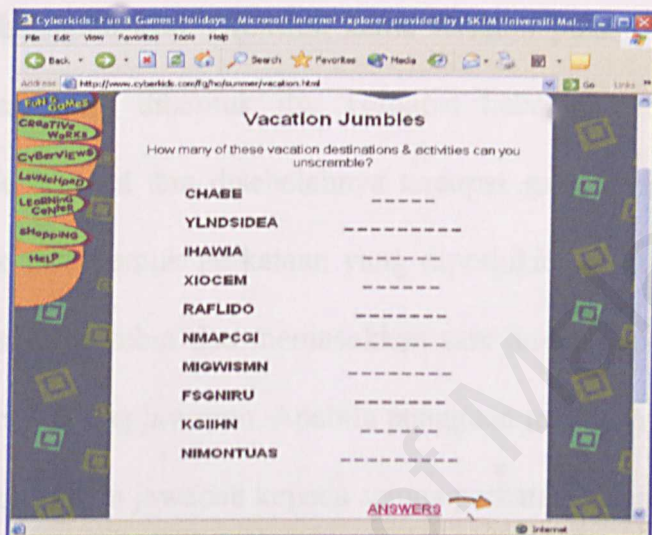 Cyberkids: Fun & Games: Holidays - Microsoft Internet Explorer provided by FSKTM Universiti Mal...
File Edit View Favorites Tools Help
Back Search Favorites Media
Address http://www.cyberkids.com/fg/ho/summer/vacation.html Go Links »
FUN & GAMES
CREATIVE WORKS
CYBERVIEWS
LAUNCHPAD
LEARNING CENTER
SHOPPING
HELP
Vacation Jumbles
How many of these vacation destinations & activities can you
unscramble?
CHABE _ _ _ _ _
YLNDSIDEA _ _ _ _ _ _ _ _ _ _
IHAWIA _ _ _ _ _ _
XIOCEM _ _ _ _ _ _
RAFLIDO _ _ _ _ _ _ _
NMAPCGI _ _ _ _ _ _ _
MIGWISMN _ _ _ _ _ _ _ _
FSGNIRU _ _ _ _ _ _ _
KGIIHN _ _ _ _ _ _
NIMONTUAS _ _ _ _ _ _ _ _ _
ANSWERS
Internet